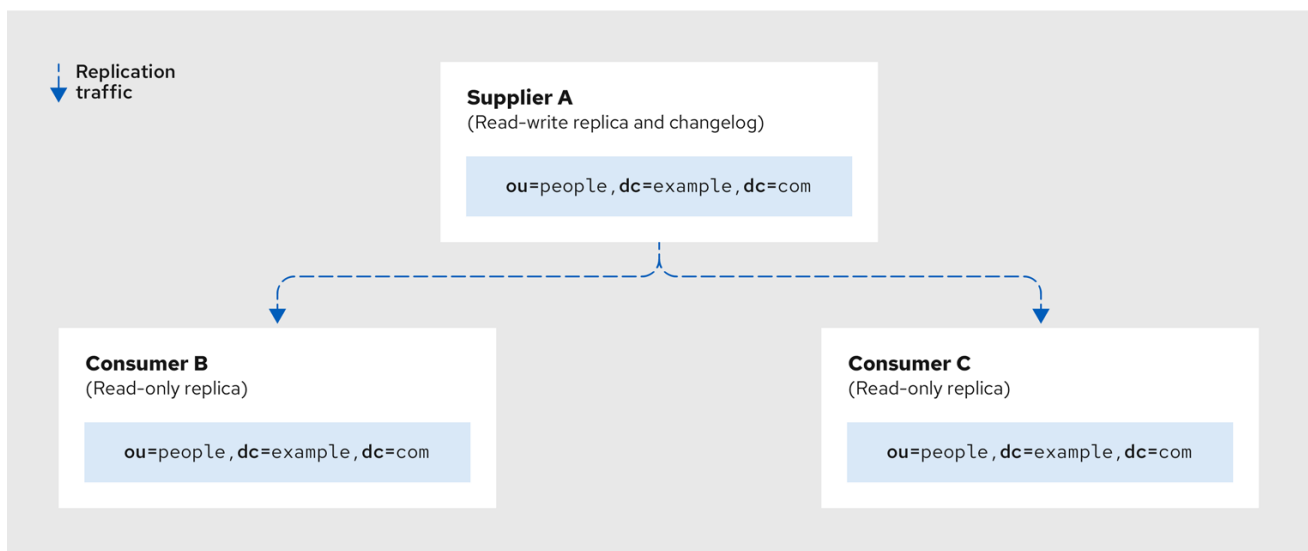 Replication
traffic
Supplier A
(Read-write replica and changelog)
ou=people,dc=example,dc=com
Consumer B
(Read-only replica)
ou=people,dc=example,dc=com
Consumer C
(Read-only replica)
ou=people,dc=example,dc=com